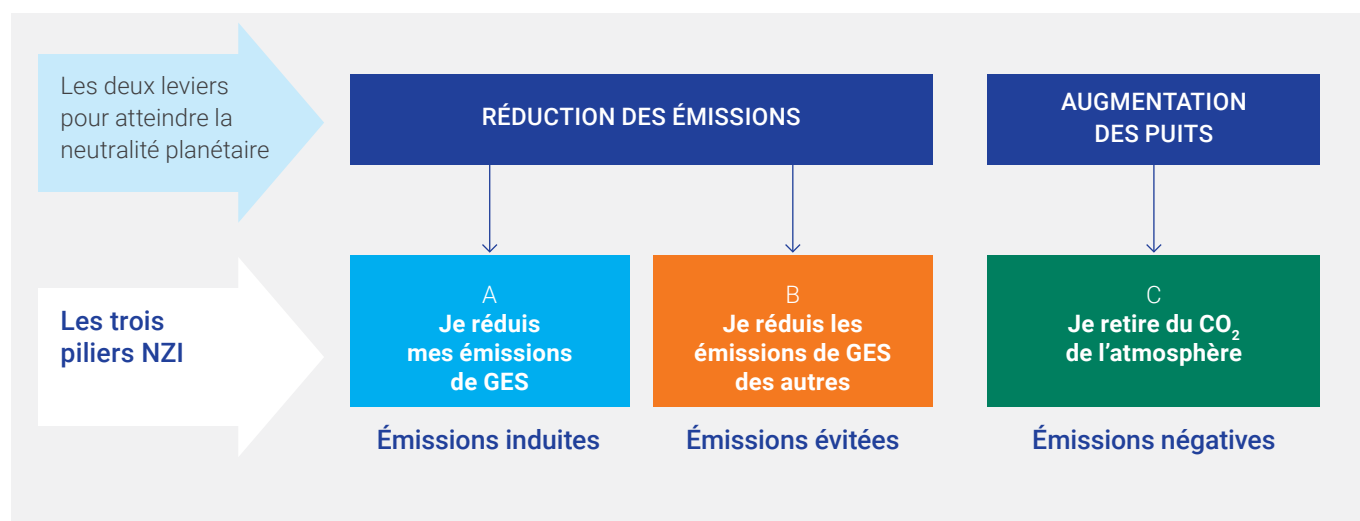 Les deux leviers
pour atteindre la
neutralité planétaire
RÉDUCTION DES ÉMISSIONS
AUGMENTATION
DES PUITS
Les trois
piliers NZI
A
Je réduis
mes émissions
de GES
Émissions induites
B
Je réduis les
émissions de GES
des autres
Émissions évitées
C
Je retire du CO₂
de l’atmosphère
Émissions négatives